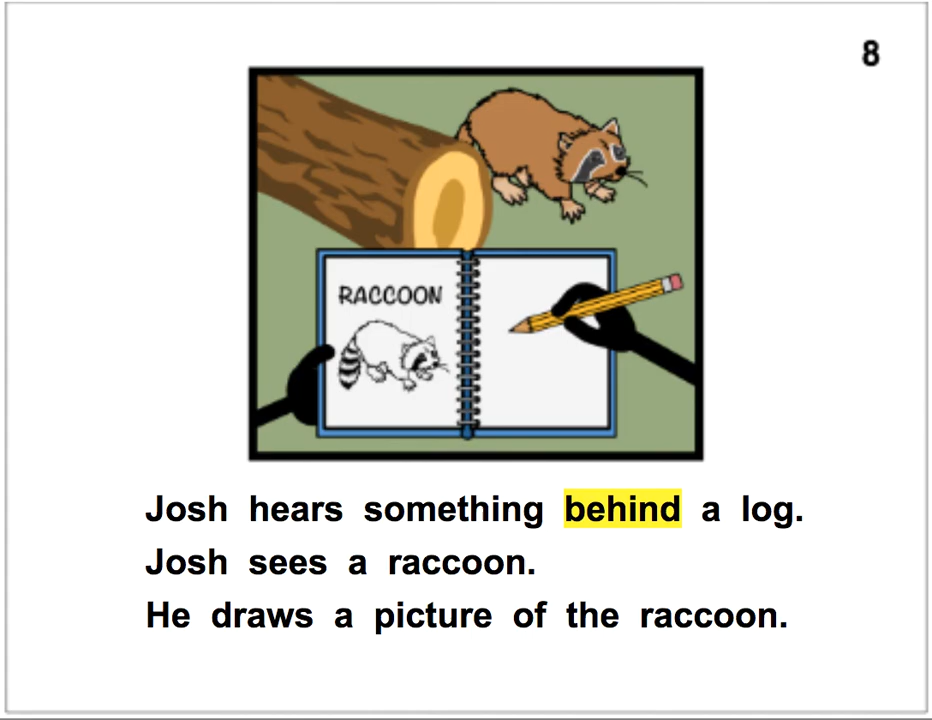 8
RACCOON
Josh hears something behind a log.
Josh sees a raccoon.
He draws a picture of the raccoon.